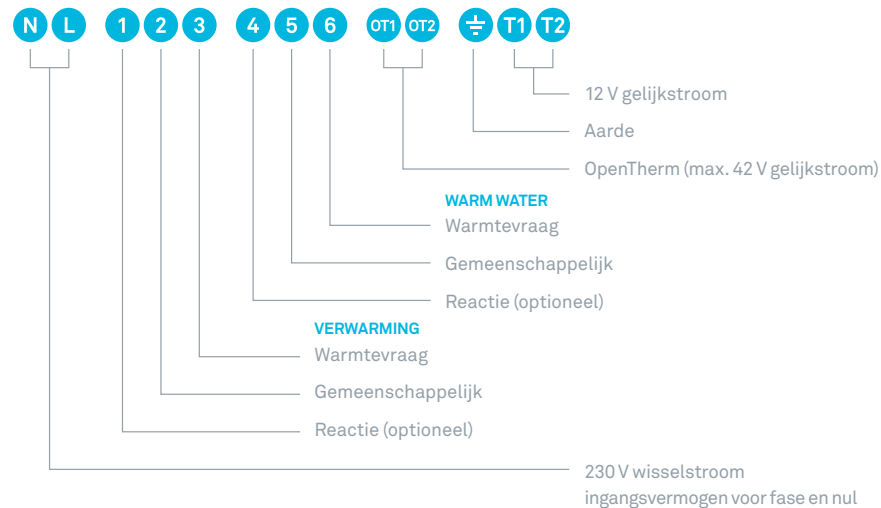 N L 1 2 3 4 5 6 OT1 OT2 T1 T2
12 V gelijkstroom
Aarde
OpenTherm (max. 42 V gelijkstroom)
WARM WATER
Warmtevraag
Gemeenschappelijk
Reactie (optioneel)
VERWARMING
Warmtevraag
Gemeenschappelijk
Reactie (optioneel)
230 V wisselstroom
ingangsvermogen voor fase en nul